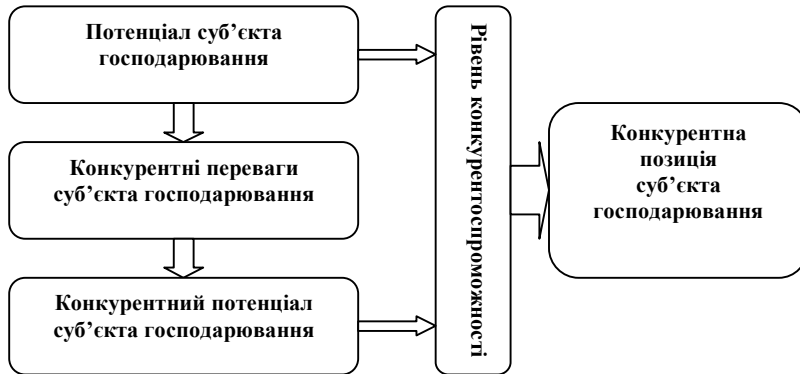 Потенціал суб’єкта
господарювання
Конкурентні переваги
суб’єкта господарювання
Конкурентний потенціал
суб’єкта господарювання
Рівень конкурентоспроможності
Конкурентна
позиція
суб’єкта
господарювання